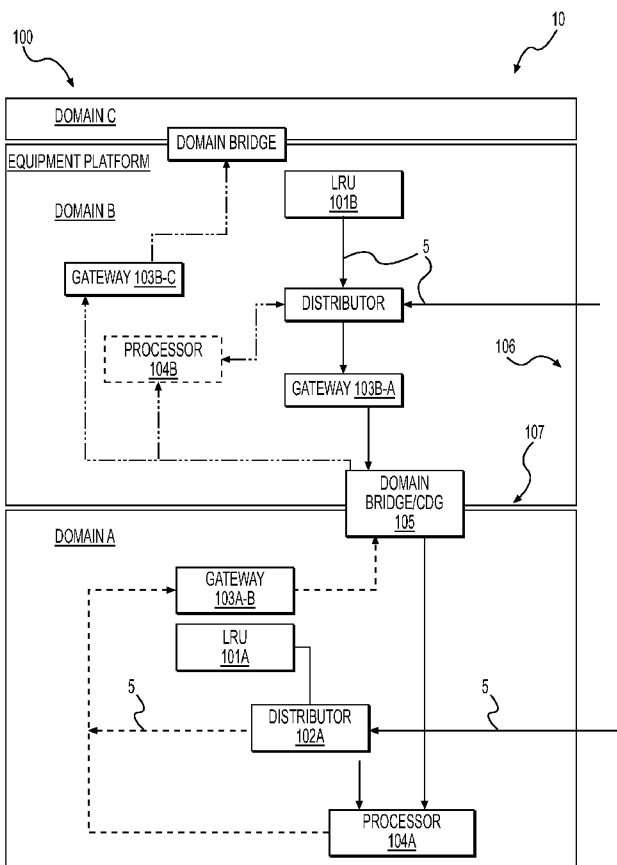 100
10
DOMAIN C
DOMAIN BRIDGE
EQUIPMENT PLATFORM
LRU
101B
DOMAIN B
5
GATEWAY 103B-C
DISTRIBUTOR
PROCESSOR
104B
106
GATEWAY 103B-A
107
DOMAIN
BRIDGE/CDG
105
DOMAIN A
GATEWAY
103A-B
LRU
101A
5
5
DISTRIBUTOR
102A
PROCESSOR
104A